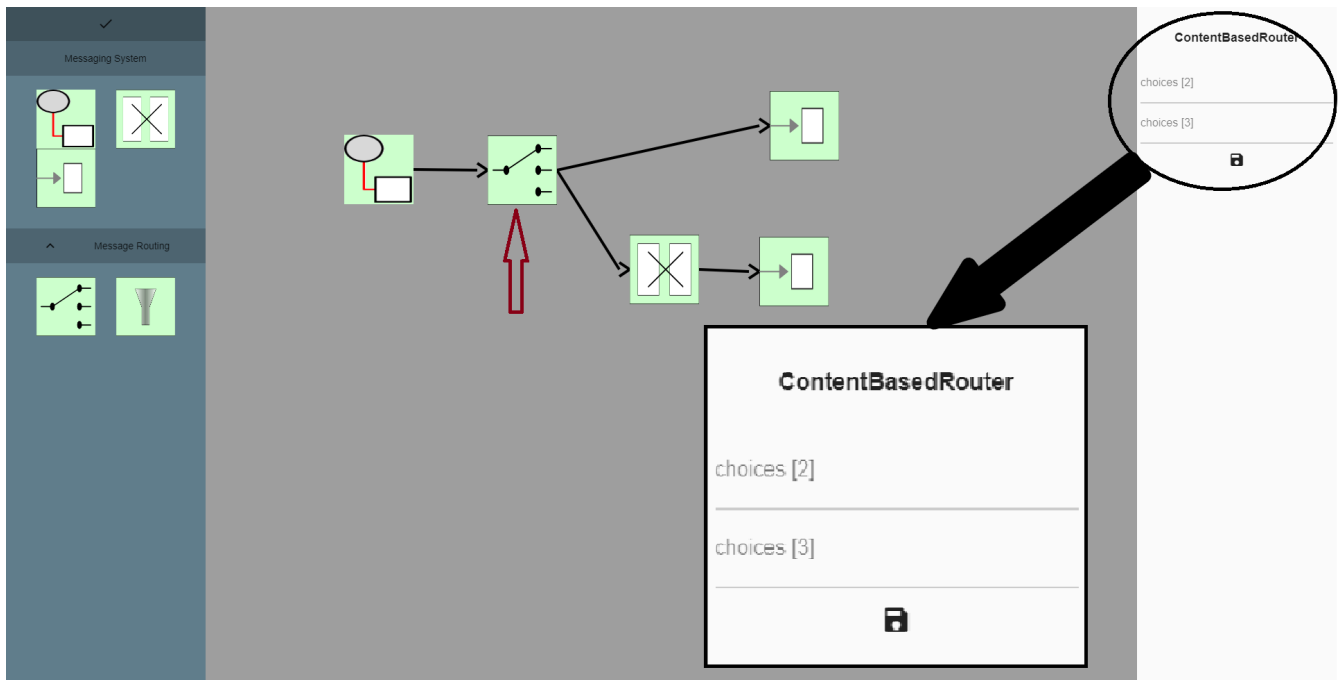 Messaging System
Message Routing
ContentBasedRouter
choices [2]
choices [3]
ContentBasedRouter
choices [2]
choices [3]